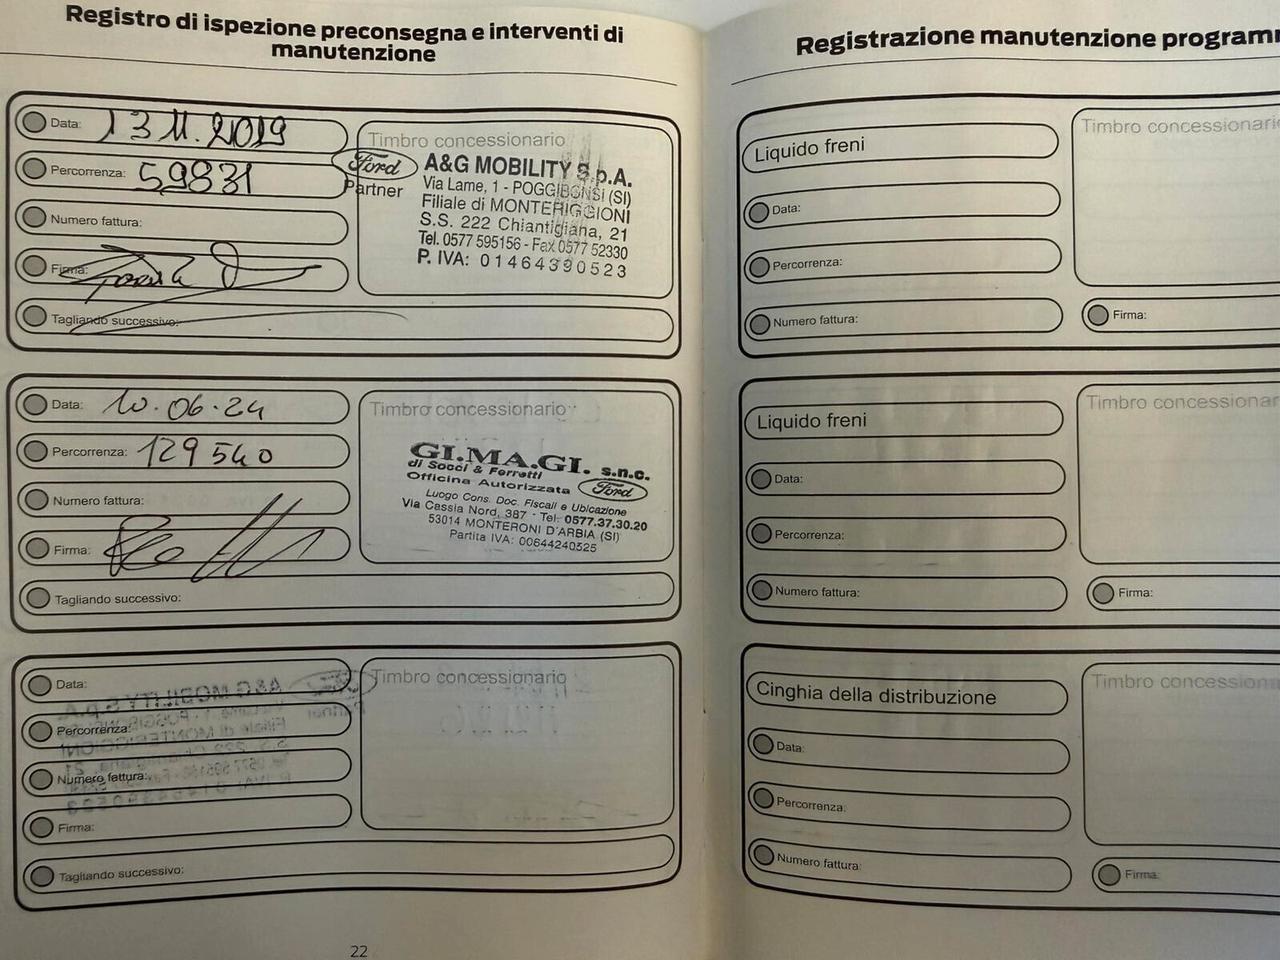 Registro di ispezione preconsegna e interventi di
manutenzione
Data: 13 11.2019
Percorrenza: 59831
Numero fattura:
Firma:
Tagliando successivo:
Timbro concessionario
Ford
Partner
A&G MOBILITY S.p.A.
Via Lame, 1 - POGGIBONSI (SI)
Filiale di MONTERIGGIONI
S.S. 222 Chiantigiana, 21
Tel. 0577 595156 - Fax 0577 52330
P. IVA: 01464390523
Data: 10.06.24
Percorrenza: 129540
Numero fattura:
Firma:
Tagliando successivo:
Timbro concessionario
GI.MA.GI. s.n.c.
di Socci & Ferretti
Officina Autorizzata Ford
Luogo Cons. Doc. Fiscali e Ubicazione
Via Cassia Nord, 387 - Tel. 0577.37.30.20
53014 MONTERONI D'ARBIA (SI)
Partita IVA: 00644240525
Data:
Percorrenza:
Numero fattura:
Firma:
Tagliando successivo:
Timbro concessionario
22
Registrazione manutenzione
Liquido freni
Data:
Percorrenza:
Numero fattura:
Timbro
Firma:
Liquido freni
Data:
Percorrenza:
Numero fattura:
Timbro
Firma:
Cinghia della distribuzione
Data:
Percorrenza:
Numero fattura:
Timbro
Firma: